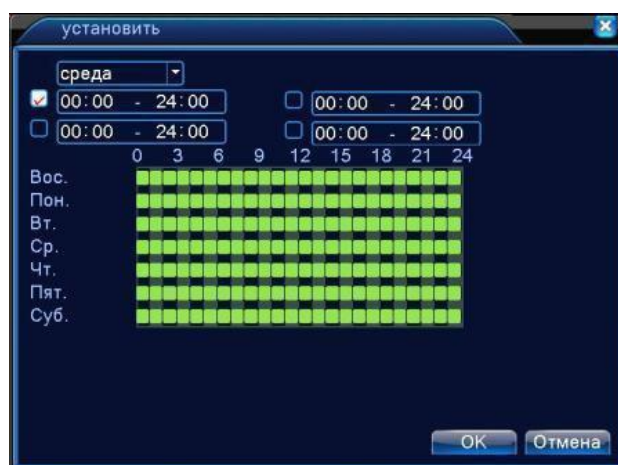 установить
среда
00:00 - 24:00 00:00 - 24:00
00:00 - 24:00 00:00 - 24:00
0 3 6 9 12 15 18 21 24
Вос.
Пон.
Вт.
Ср.
Чт.
Пят.
Суб.
OK Отмена